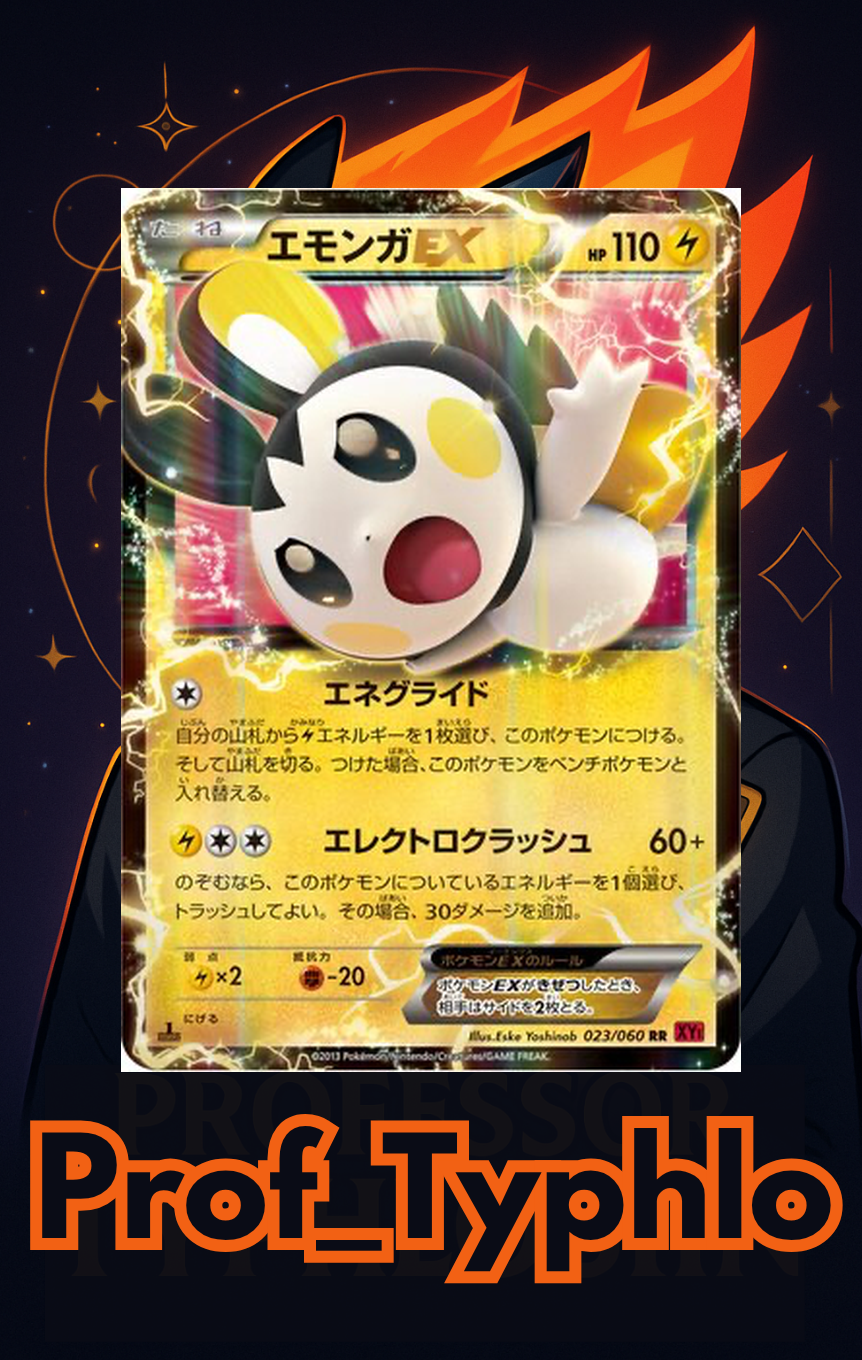 たね
エモンガEX
HP 110
エネグライド
自分の山札から エネルギーを1枚選び、このポケモンにつける。
そして山札を切る。つけた場合、このポケモンをベンチポケモンと
入れ替える。
エレクトロクラッシュ 60+
のぞむなら、このポケモンについているエネルギーを1個選び、
トラッシュしてよい。その場合、30ダメージを追加。
弱点 抵抗力
×2 -20
にげる
ポケモンEXのルール
ポケモンEXがきぜつしたとき、
相手はサイドを2枚とる。
Illus.Eske Yoshinob 023/060 RR XY1
©2013 Pokémon/Nintendo/Creatures/GAME FREAK.
PROFESSOR
Prof_Typhlo